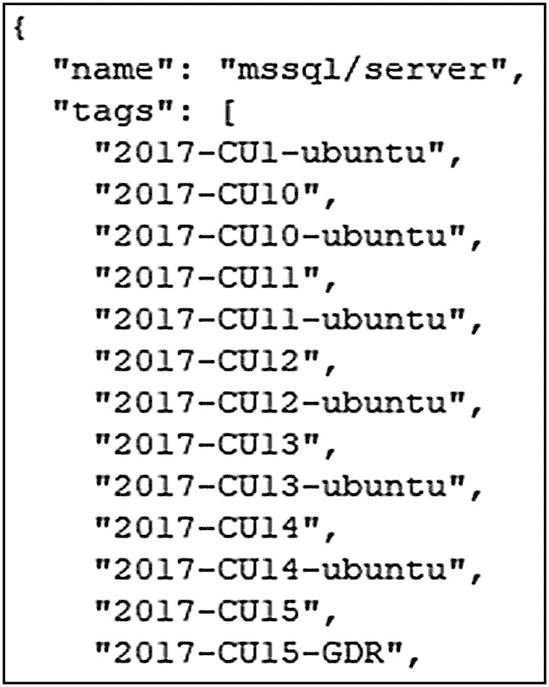 {
"name": "mssql/server",
"tags": [
"2017-CU1-ubuntu",
"2017-CU10",
"2017-CU10-ubuntu",
"2017-CU11",
"2017-CU11-ubuntu",
"2017-CU12",
"2017-CU12-ubuntu",
"2017-CU13",
"2017-CU13-ubuntu",
"2017-CU14",
"2017-CU14-ubuntu",
"2017-CU15",
"2017-CU15-GDR",